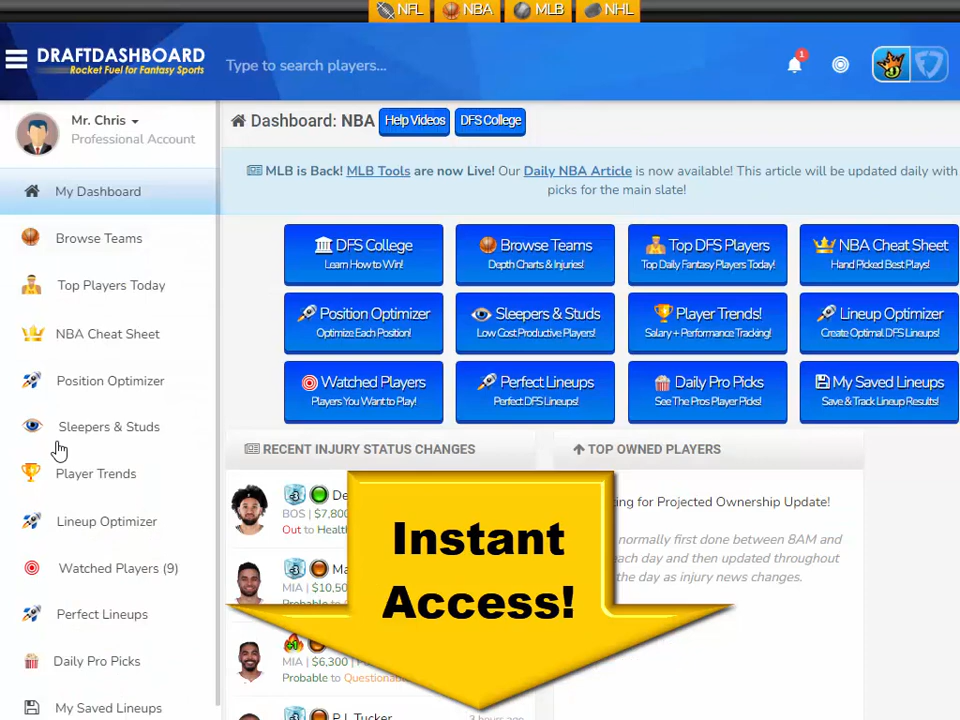 NFL NBA MLB NHL
DRAFTDASHBOARD
Rocket Fuel for Fantasy Sports
Type to search players...
1
Mr. Chris
Professional Account
My Dashboard
Browse Teams
Top Players Today
NBA Cheat Sheet
Position Optimizer
Sleepers & Studs
Player Trends
Lineup Optimizer
Watched Players (9)
Perfect Lineups
Daily Pro Picks
My Saved Lineups
Dashboard: NBA Help Videos DFS College
MLB is Back! MLB Tools are now Live! Our Daily NBA Article is now available! This article will be updated daily with
picks for the main slate!
DFS College
Learn How to Win!
Browse Teams
Depth Charts & Injuries!
Top DFS Players
Top Daily Fantasy Players Today!
NBA Cheat Sheet
Hand Picked Best Plays!
Position Optimizer
Optimize Each Position!
Sleepers & Studs
Low Cost Productive Players!
Player Trends!
Salary + Performance Tracking!
Lineup Optimizer
Create Optimal DFS Lineups!
Watched Players
Players You Want to Play!
Perfect Lineups
Perfect DFS Lineups!
Daily Pro Picks
See The Pros Player Picks!
My Saved Lineups
Save & Track Lineup Results!
RECENT INJURY STATUS CHANGES
BOS | $7,800
Out to Health
MIA | $10,50
Probable
MIA | $6,300 |
Probable to Questiona
P.J. Tucker
3 hours ago
TOP OWNED PLAYERS
for Projected Ownership Update!
normally first done between 8AM and
each day and then updated throughout
the day as injury news changes.
Instant
Access!